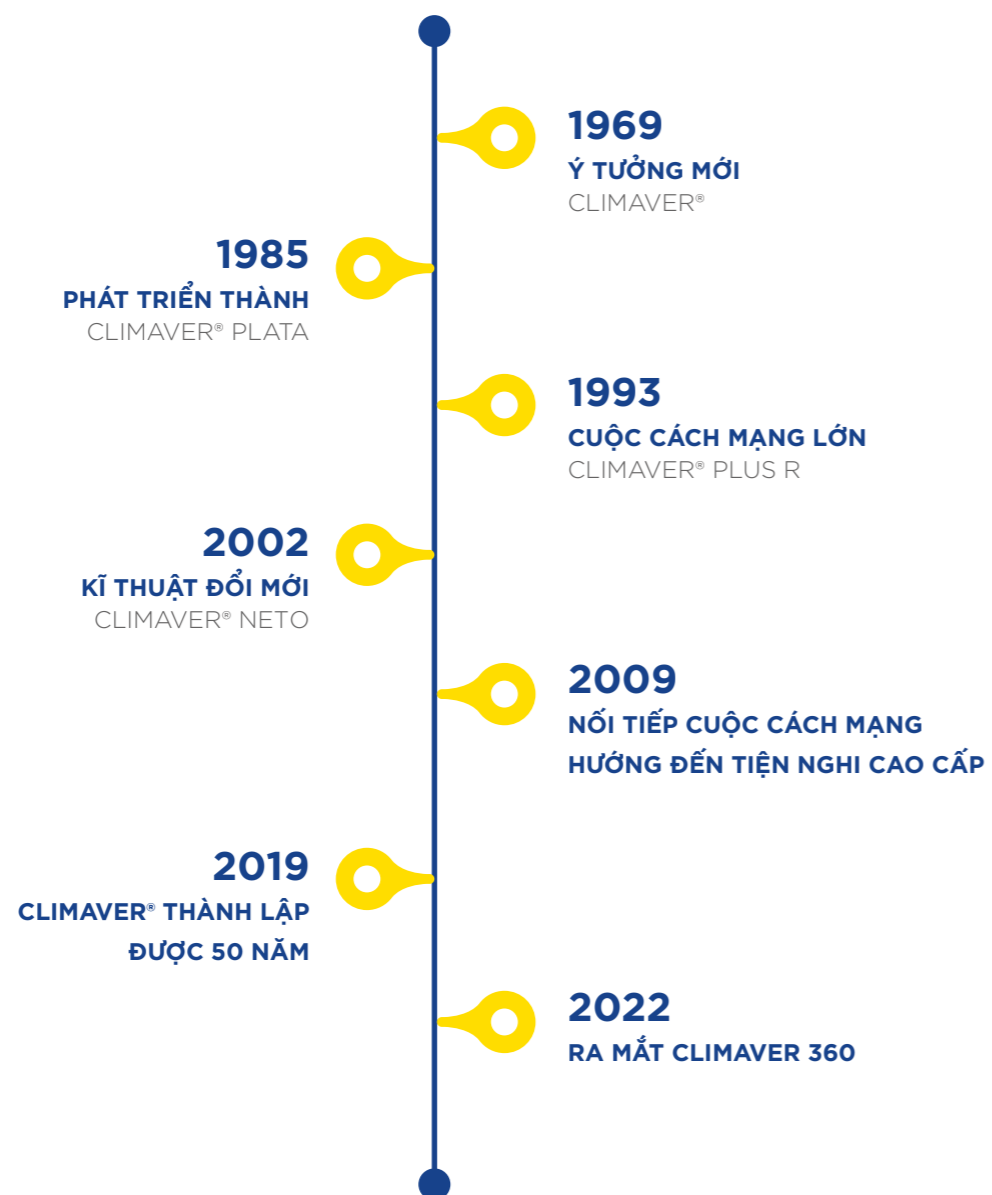 1969
Ý TƯỞNG MỚI
CLIMAVER®
1985
PHÁT TRIỂN THÀNH
CLIMAVER® PLATA
1993
CUỘC CÁCH MẠNG LỚN
CLIMAVER® PLUS R
2002
KĨ THUẬT ĐỔI MỚI
CLIMAVER® NETO
2009
NỐI TIẾP CUỘC CÁCH MẠNG
HƯỚNG ĐẾN TIỆN NGHI CAO CẤP
2019
CLIMAVER® THÀNH LẬP
ĐƯỢC 50 NĂM
2022
RA MẮT CLIMAVER 360